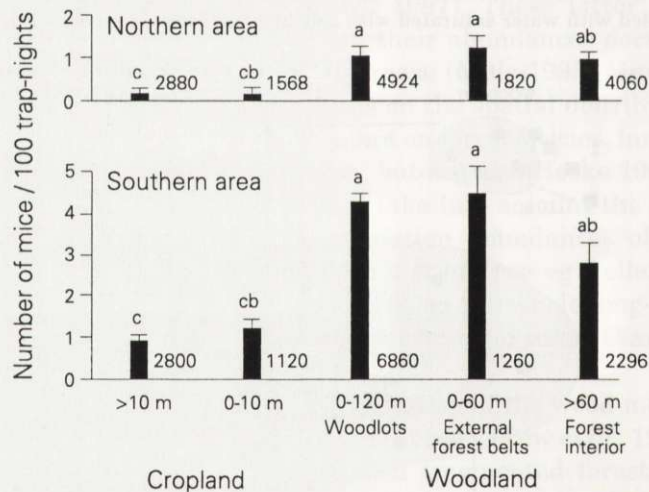 Number of mice / 100 trap-nights
Northern area
2
1
0
c 2880
cb 1568
a 4924
a 1820
ab 4060
Southern area
5
4
3
2
1
0
c 2800
cb 1120
a 6860
a 1260
ab 2296
>10 m 0-10 m 0-120 m 0-60 m >60 m
Woodlots External Forest
forest belts interior
Cropland Woodland